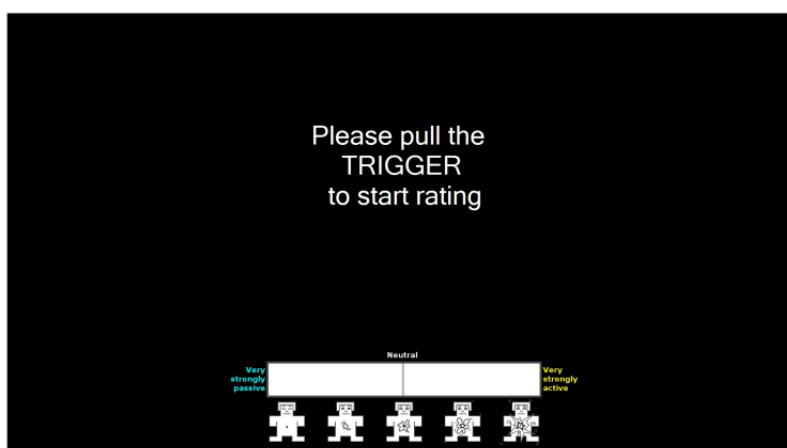 Please pull the
TRIGGER
to start rating
Neutral
Very
strongly
passive
Very
strongly
active